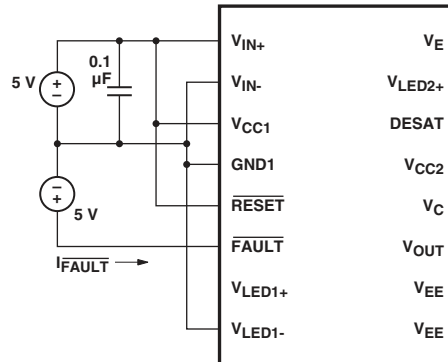 5 V
+
−
0.1
µF
−
+
5 V
I_FAULT
V_IN+
V_IN-
V_CC1
GND1
RESET
FAULT
V_LED1+
V_LED1-
V_E
V_LED2+
DESAT
V_CC2
V_C
V_OUT
V_EE
V_EE